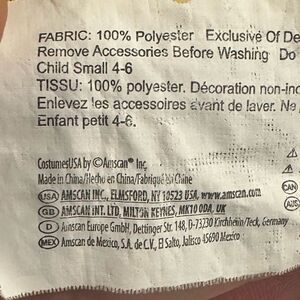 FABRIC: 100% Polyester Exclusive Of De
Remove Accessories Before Washing Do
Child Small 4-6
TISSU: 100% polyester. Décoration non-inc
Enlevez les accessoires avant de laver. Ne
Enfant petit 4-6.
CostumesUSA by ©Amscan® Inc.
Made in China/Hecho en China/Fabriqué en Chine
USA AMSCAN INC., ELMSFORD, NY 10523 USA, www.amscan.com
CAN
GB AMSCAN INT. LTD, MILTON KEYNES, MK10 0DA, UK
AUS
D Amscan Europe GmbH, Dettinger Str. 148, D-73230 Kirchheim/Teck, Germany
MEX Amscan de Mexico, S.A. de C.V., El Salto, Jalisco 45690 Mexico